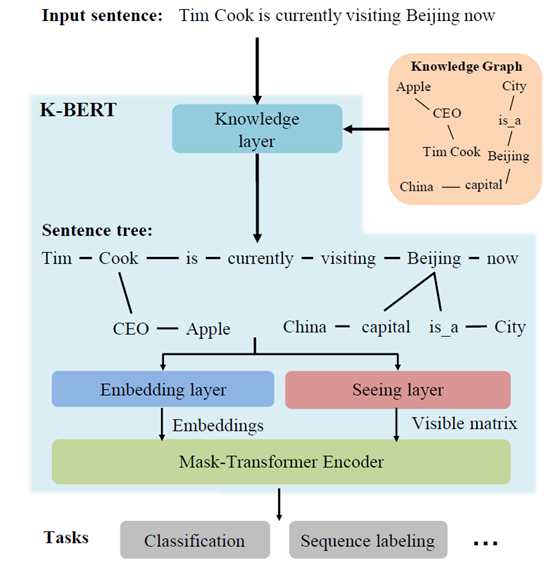 Input sentence: Tim Cook is currently visiting Beijing now
Knowledge Graph
Apple
City
CEO
is_a
Tim Cook
Beijing
China
capital
K-BERT
Knowledge
layer
Sentence tree:
Tim Cook is currently visiting Beijing now
CEO Apple China capital is_a City
Embedding layer Seeing layer
Embeddings Visible matrix
Mask-Transformer Encoder
Tasks Classification Sequence labeling ...